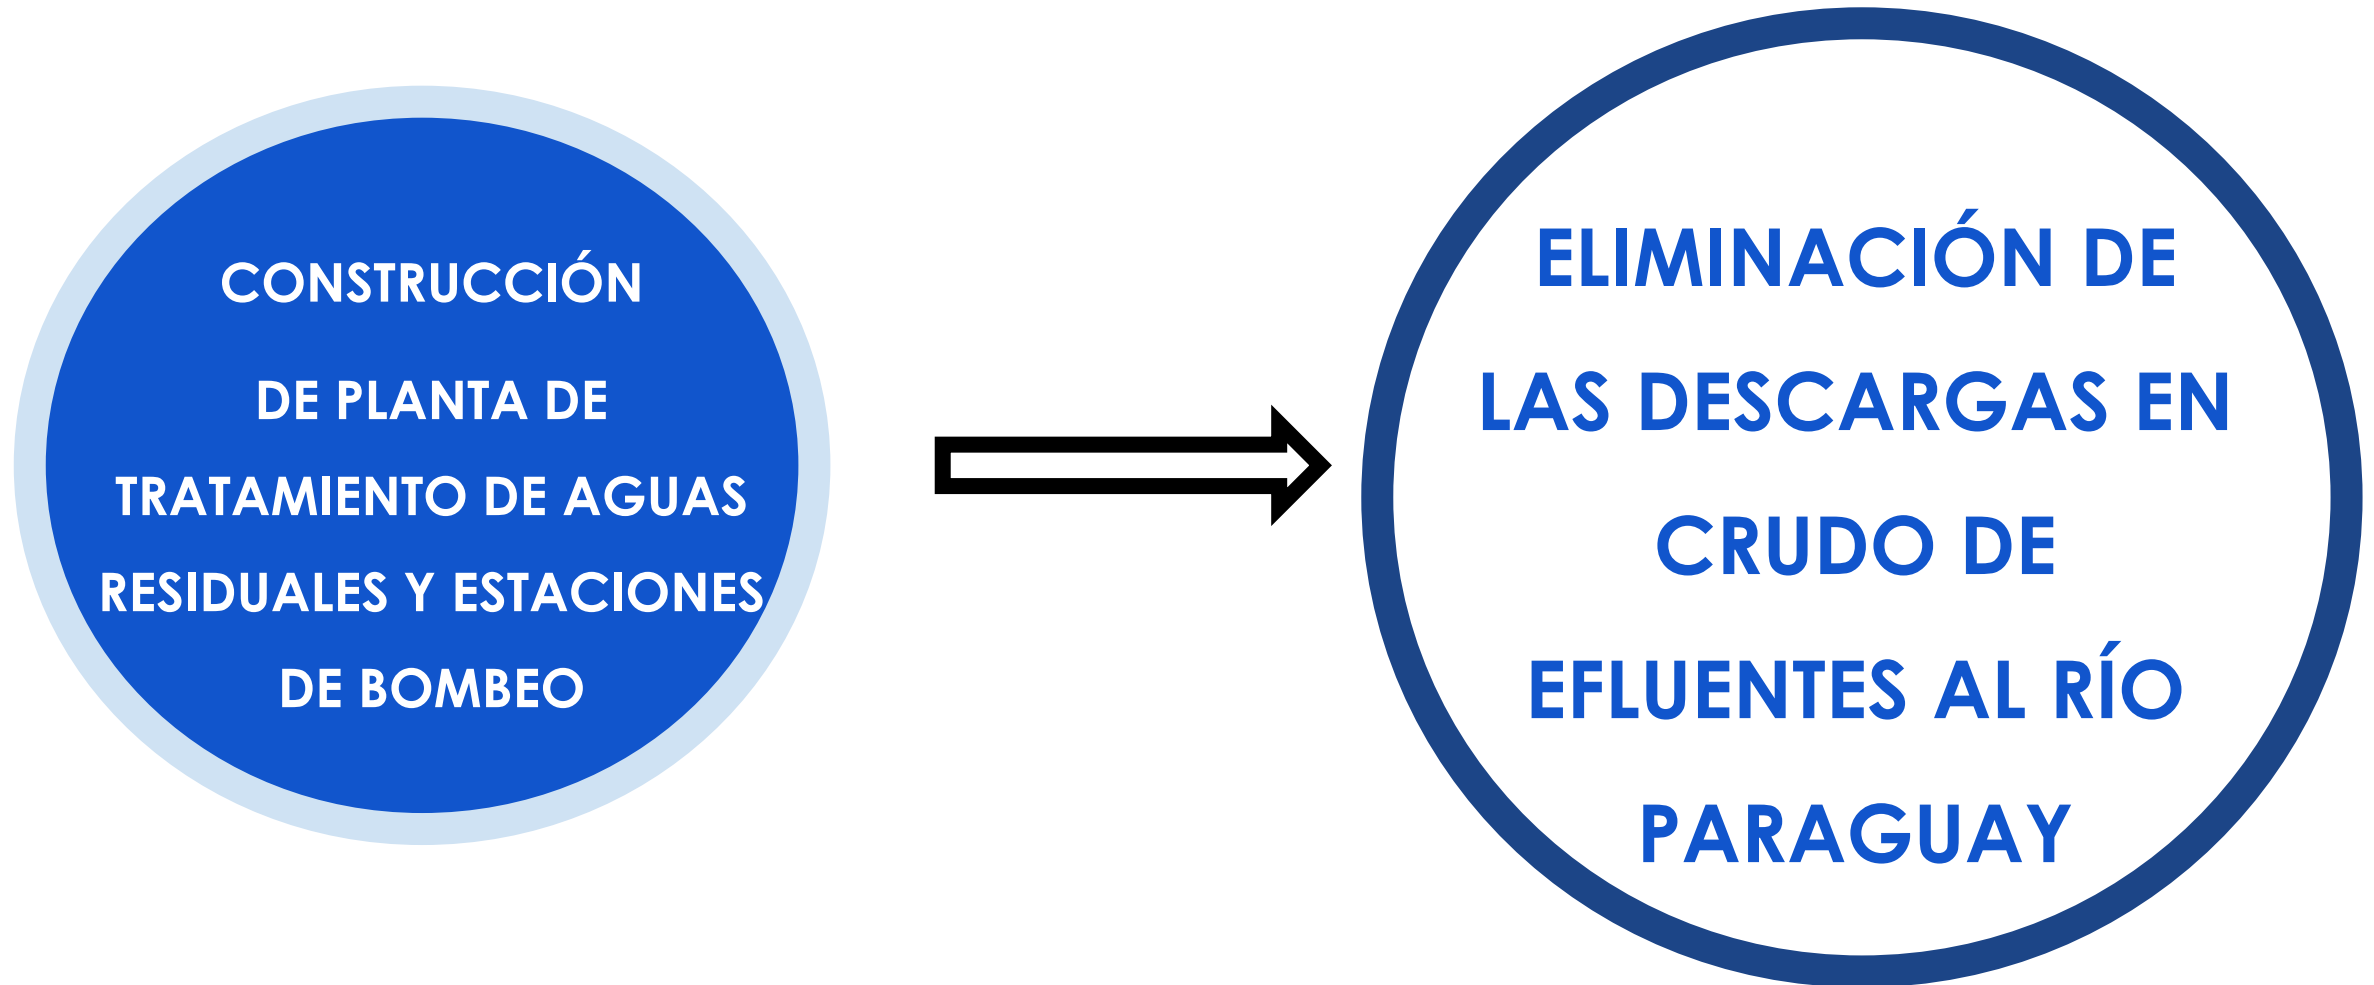 CONSTRUCCIÓN
DE PLANTA DE
TRATAMIENTO DE AGUAS
RESIDUALES Y ESTACIONES
DE BOMBEO
ELIMINACIÓN DE
LAS DESCARGAS EN
CRUDO DE
EFLUENTES AL RÍO
PARAGUAY